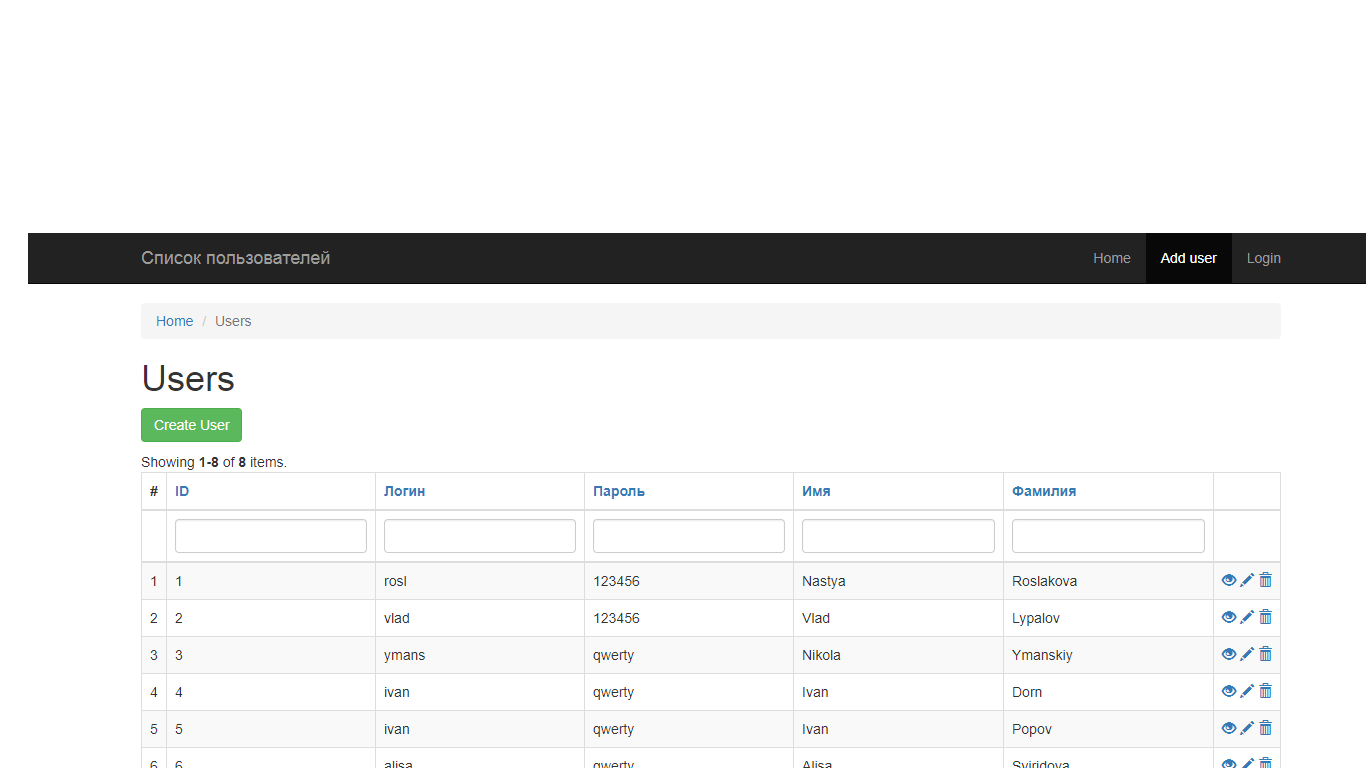 Список пользователей Home Add user Login
Home / Users
Users
Create User
Showing 1-8 of 8 items.
# ID Логин Пароль Имя Фамилия
1 1 rosl 123456 Nastya Roslakova
2 2 vlad 123456 Vlad Lypalov
3 3 ymans qwerty Nikola Ymanskiy
4 4 ivan qwerty Ivan Dorn
5 5 ivan qwerty Ivan Popov
6 6 alisa qwerty Alisa Sviridova